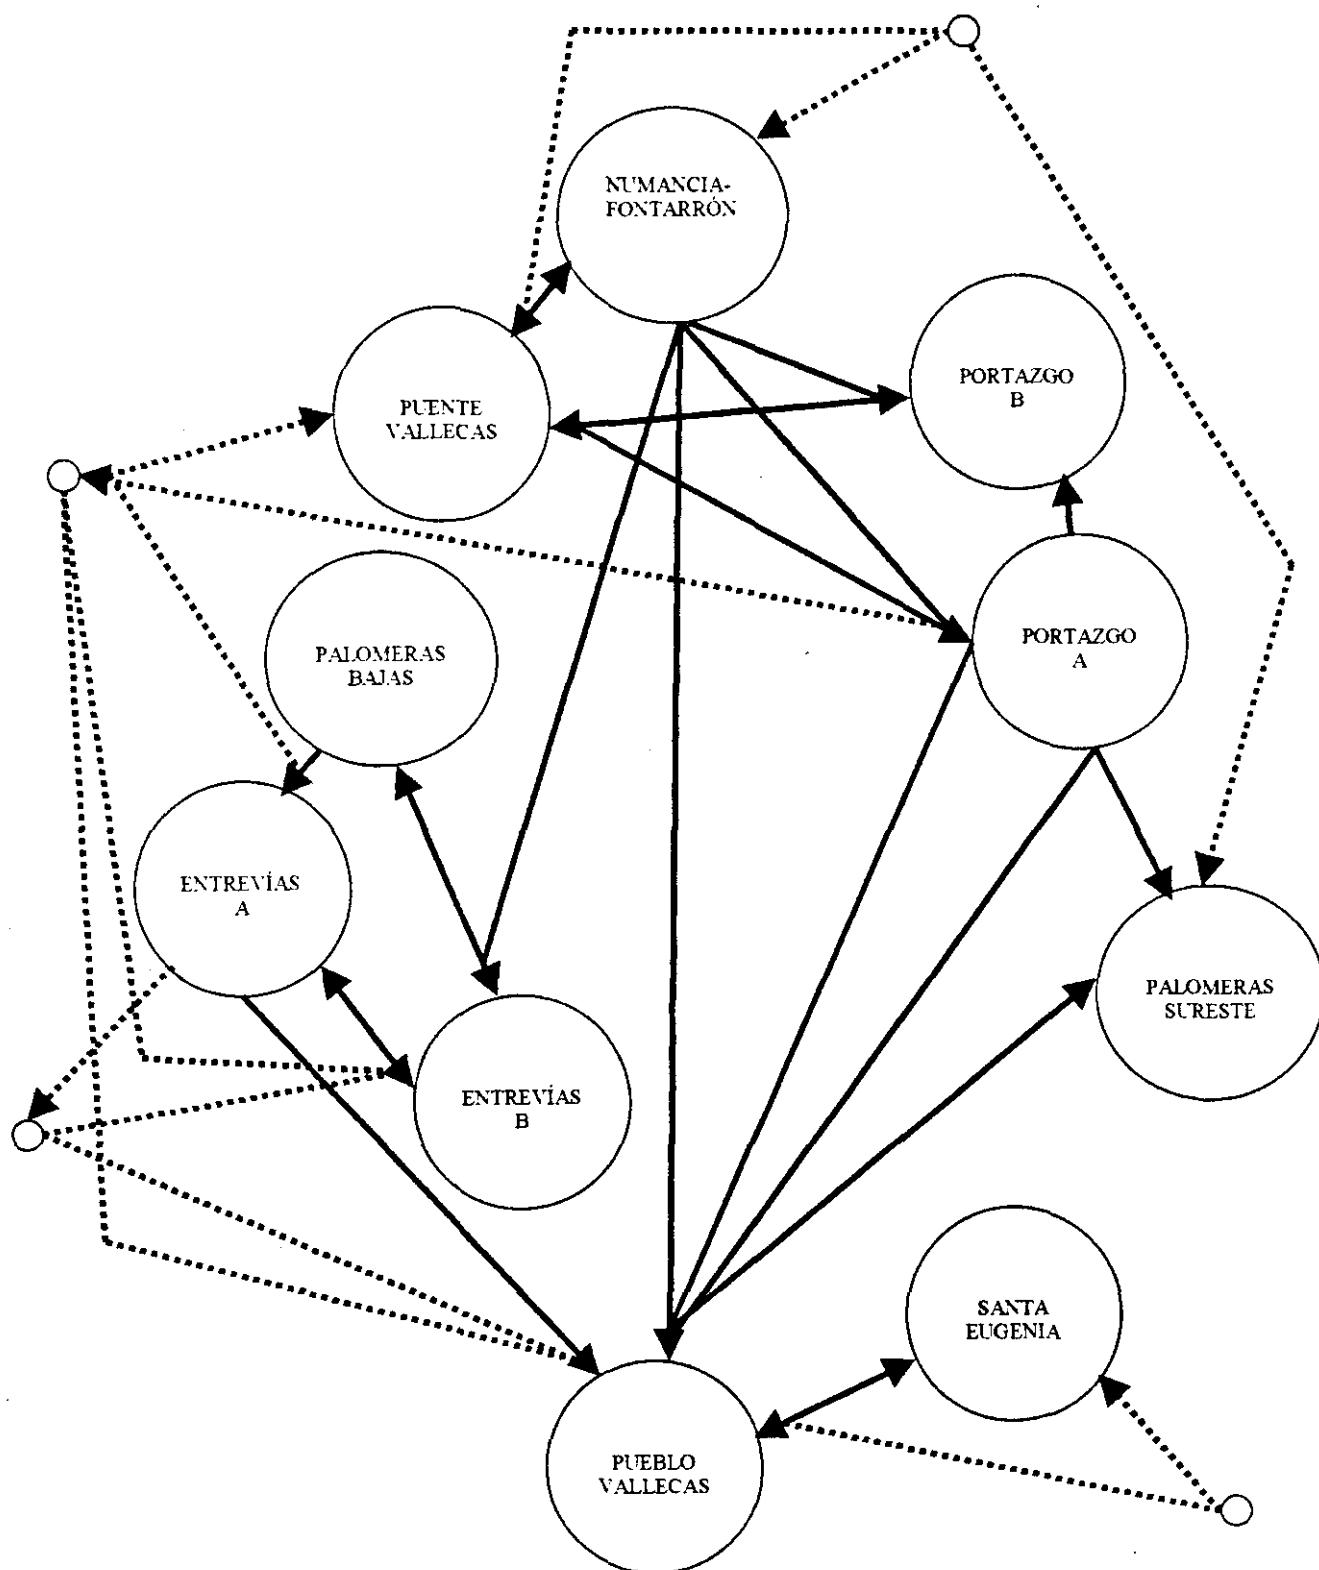 NUMANCIA-
FONTARRÓN
PORTAZGO
B
PUENTE
VALLECAS
PORTAZGO
A
PALOMERAS
BAJAS
ENTREVÍAS
A
PALOMERAS
SURESTE
ENTREVÍAS
B
SANTA
EUGENIA
PUEBLO
VALLECAS